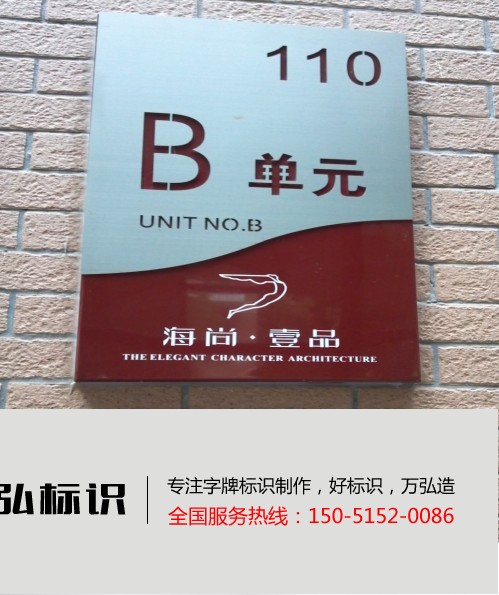 110
B 单元
UNIT NO.B
海尚·壹品
THE ELEGANT CHARACTER ARCHITECTURE
弘标识
专注字牌标识制作，好标识，万弘造
全国服务热线：150-5152-0086